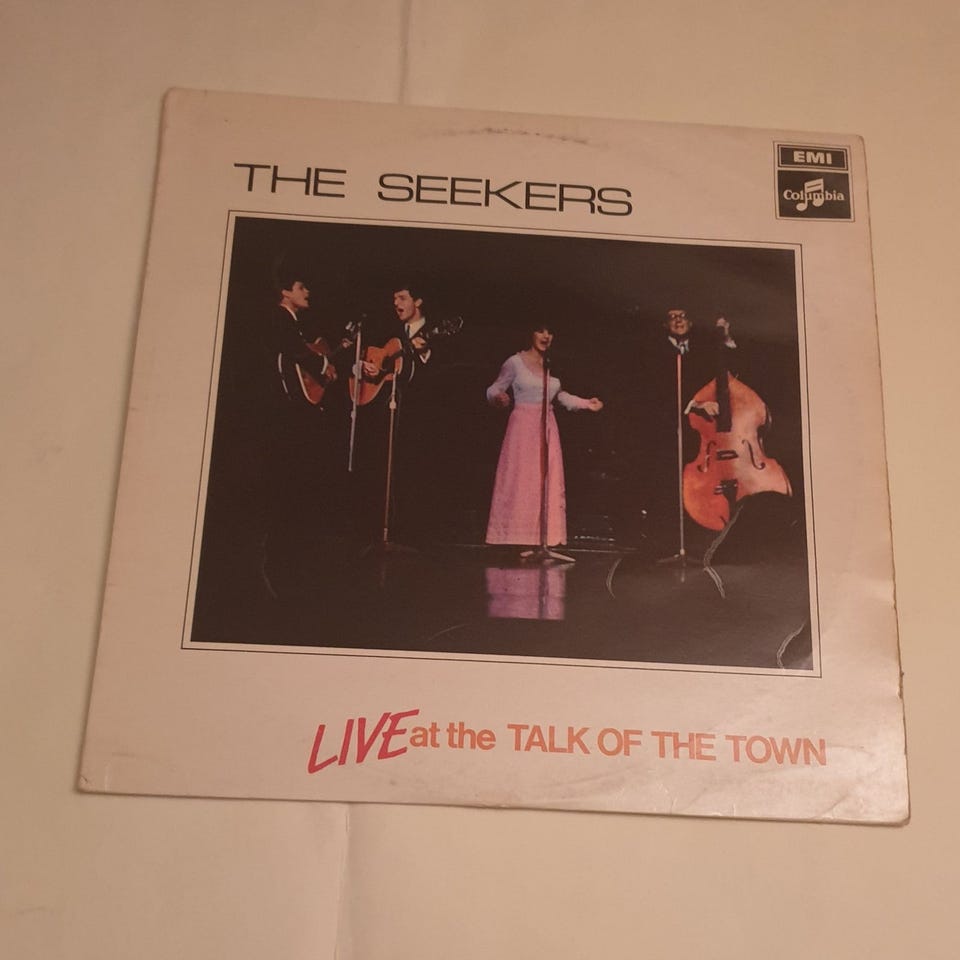 THE SEEKERS
EMI
Columbia
LIVE at the TALK OF THE TOWN